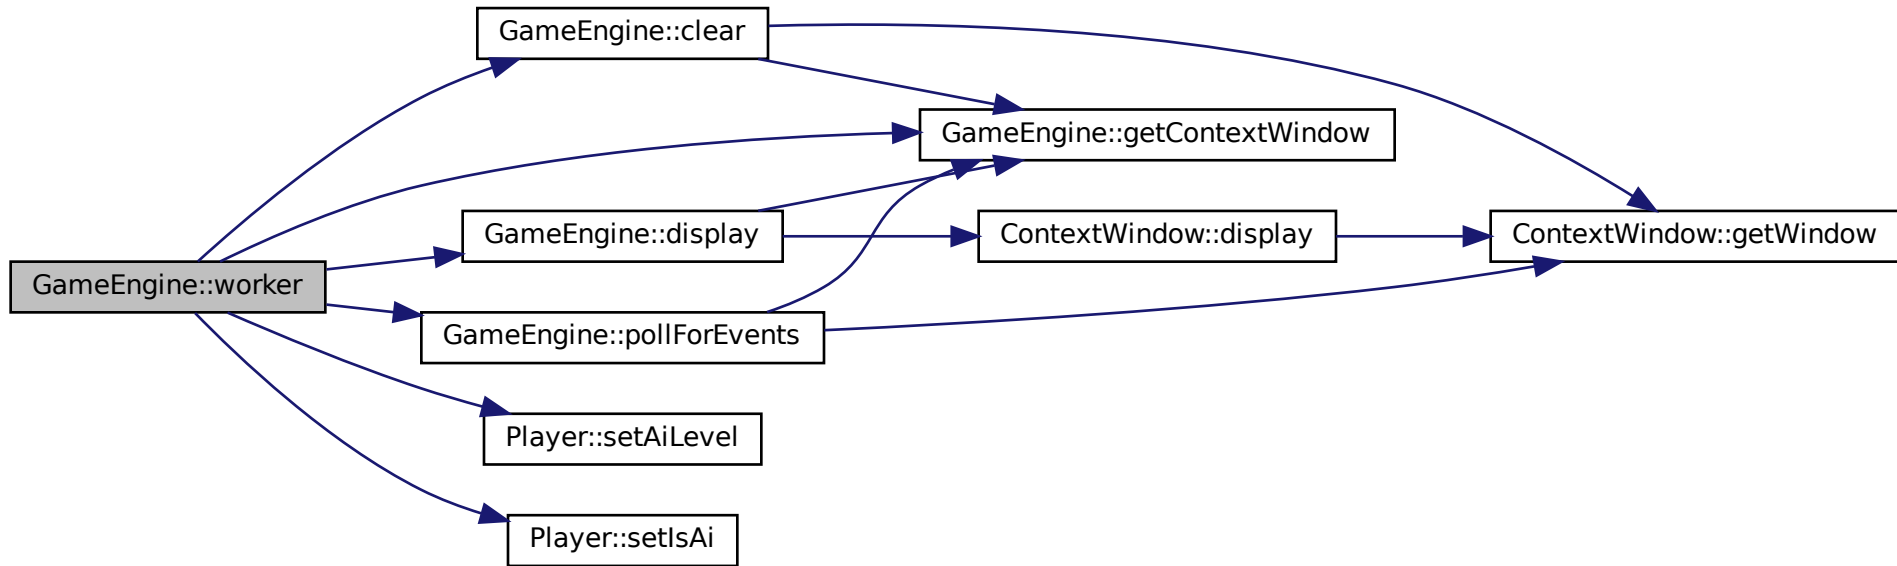 GameEngine::clear
GameEngine::getContextWindow
GameEngine::display
ContextWindow::display
ContextWindow::getWindow
GameEngine::worker
GameEngine::pollForEvents
Player::setAiLevel
Player::setIsAi